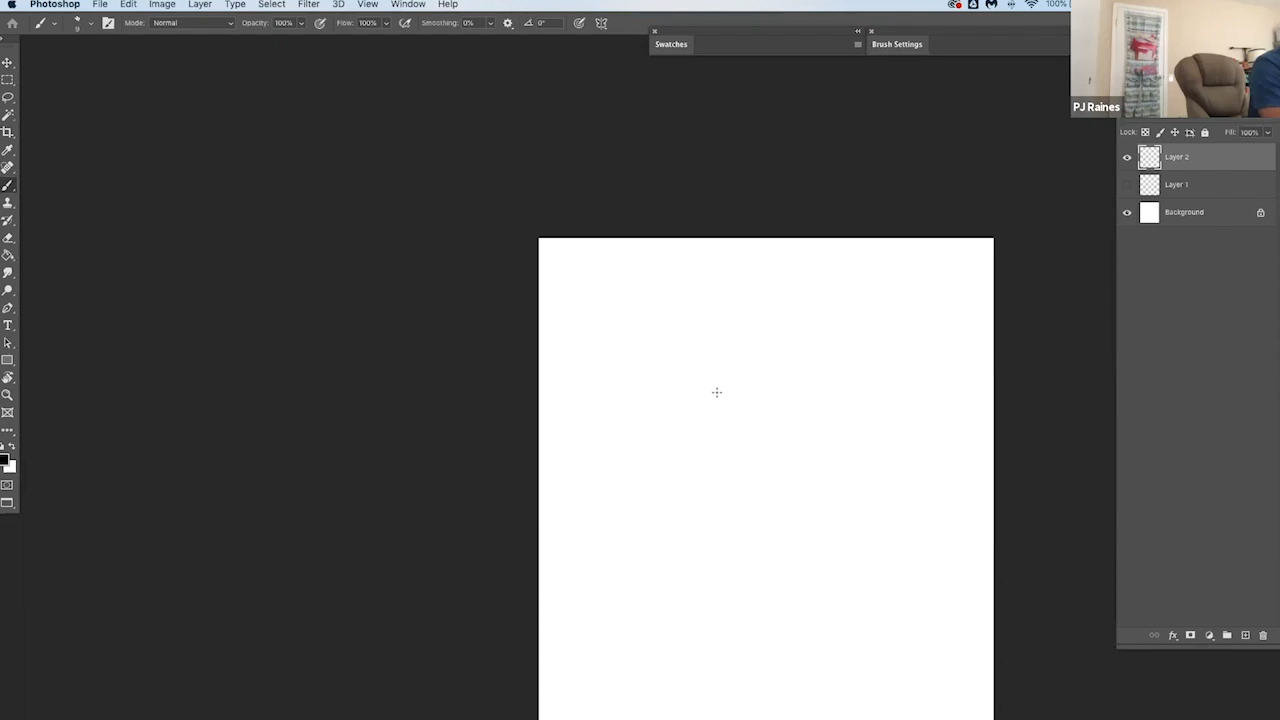 Photoshop File Edit Image Layer Type Select Filter 3D View Window Help 100%
Mode: Normal Opacity: 100% Flow: 100% Smoothing: 0% 0°
Swatches
Brush Settings
PJ Raines
Lock: Fill: 100%
Layer 2
Layer 1
Background